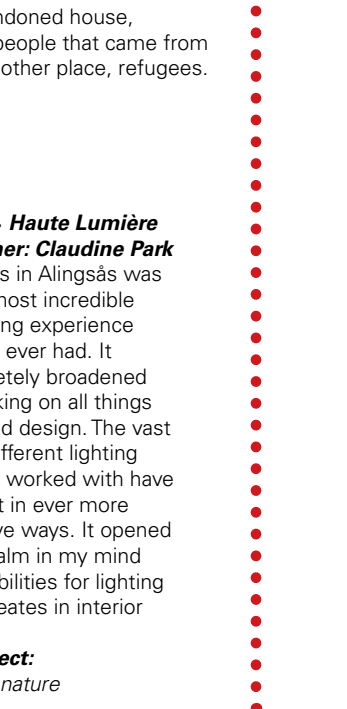 ndoned house,
people that came from
other place, refugees.
Haute Lumière
er: Claudine Park
s in Alingsås was
nost incredible
ng experience
ever had. It
etely broadened
king on all things
d design. The vast
fferent lighting
worked with have
t in ever more
ve ways. It opened
alm in my mind
bilities for lighting
eates in interior
ect:
nature